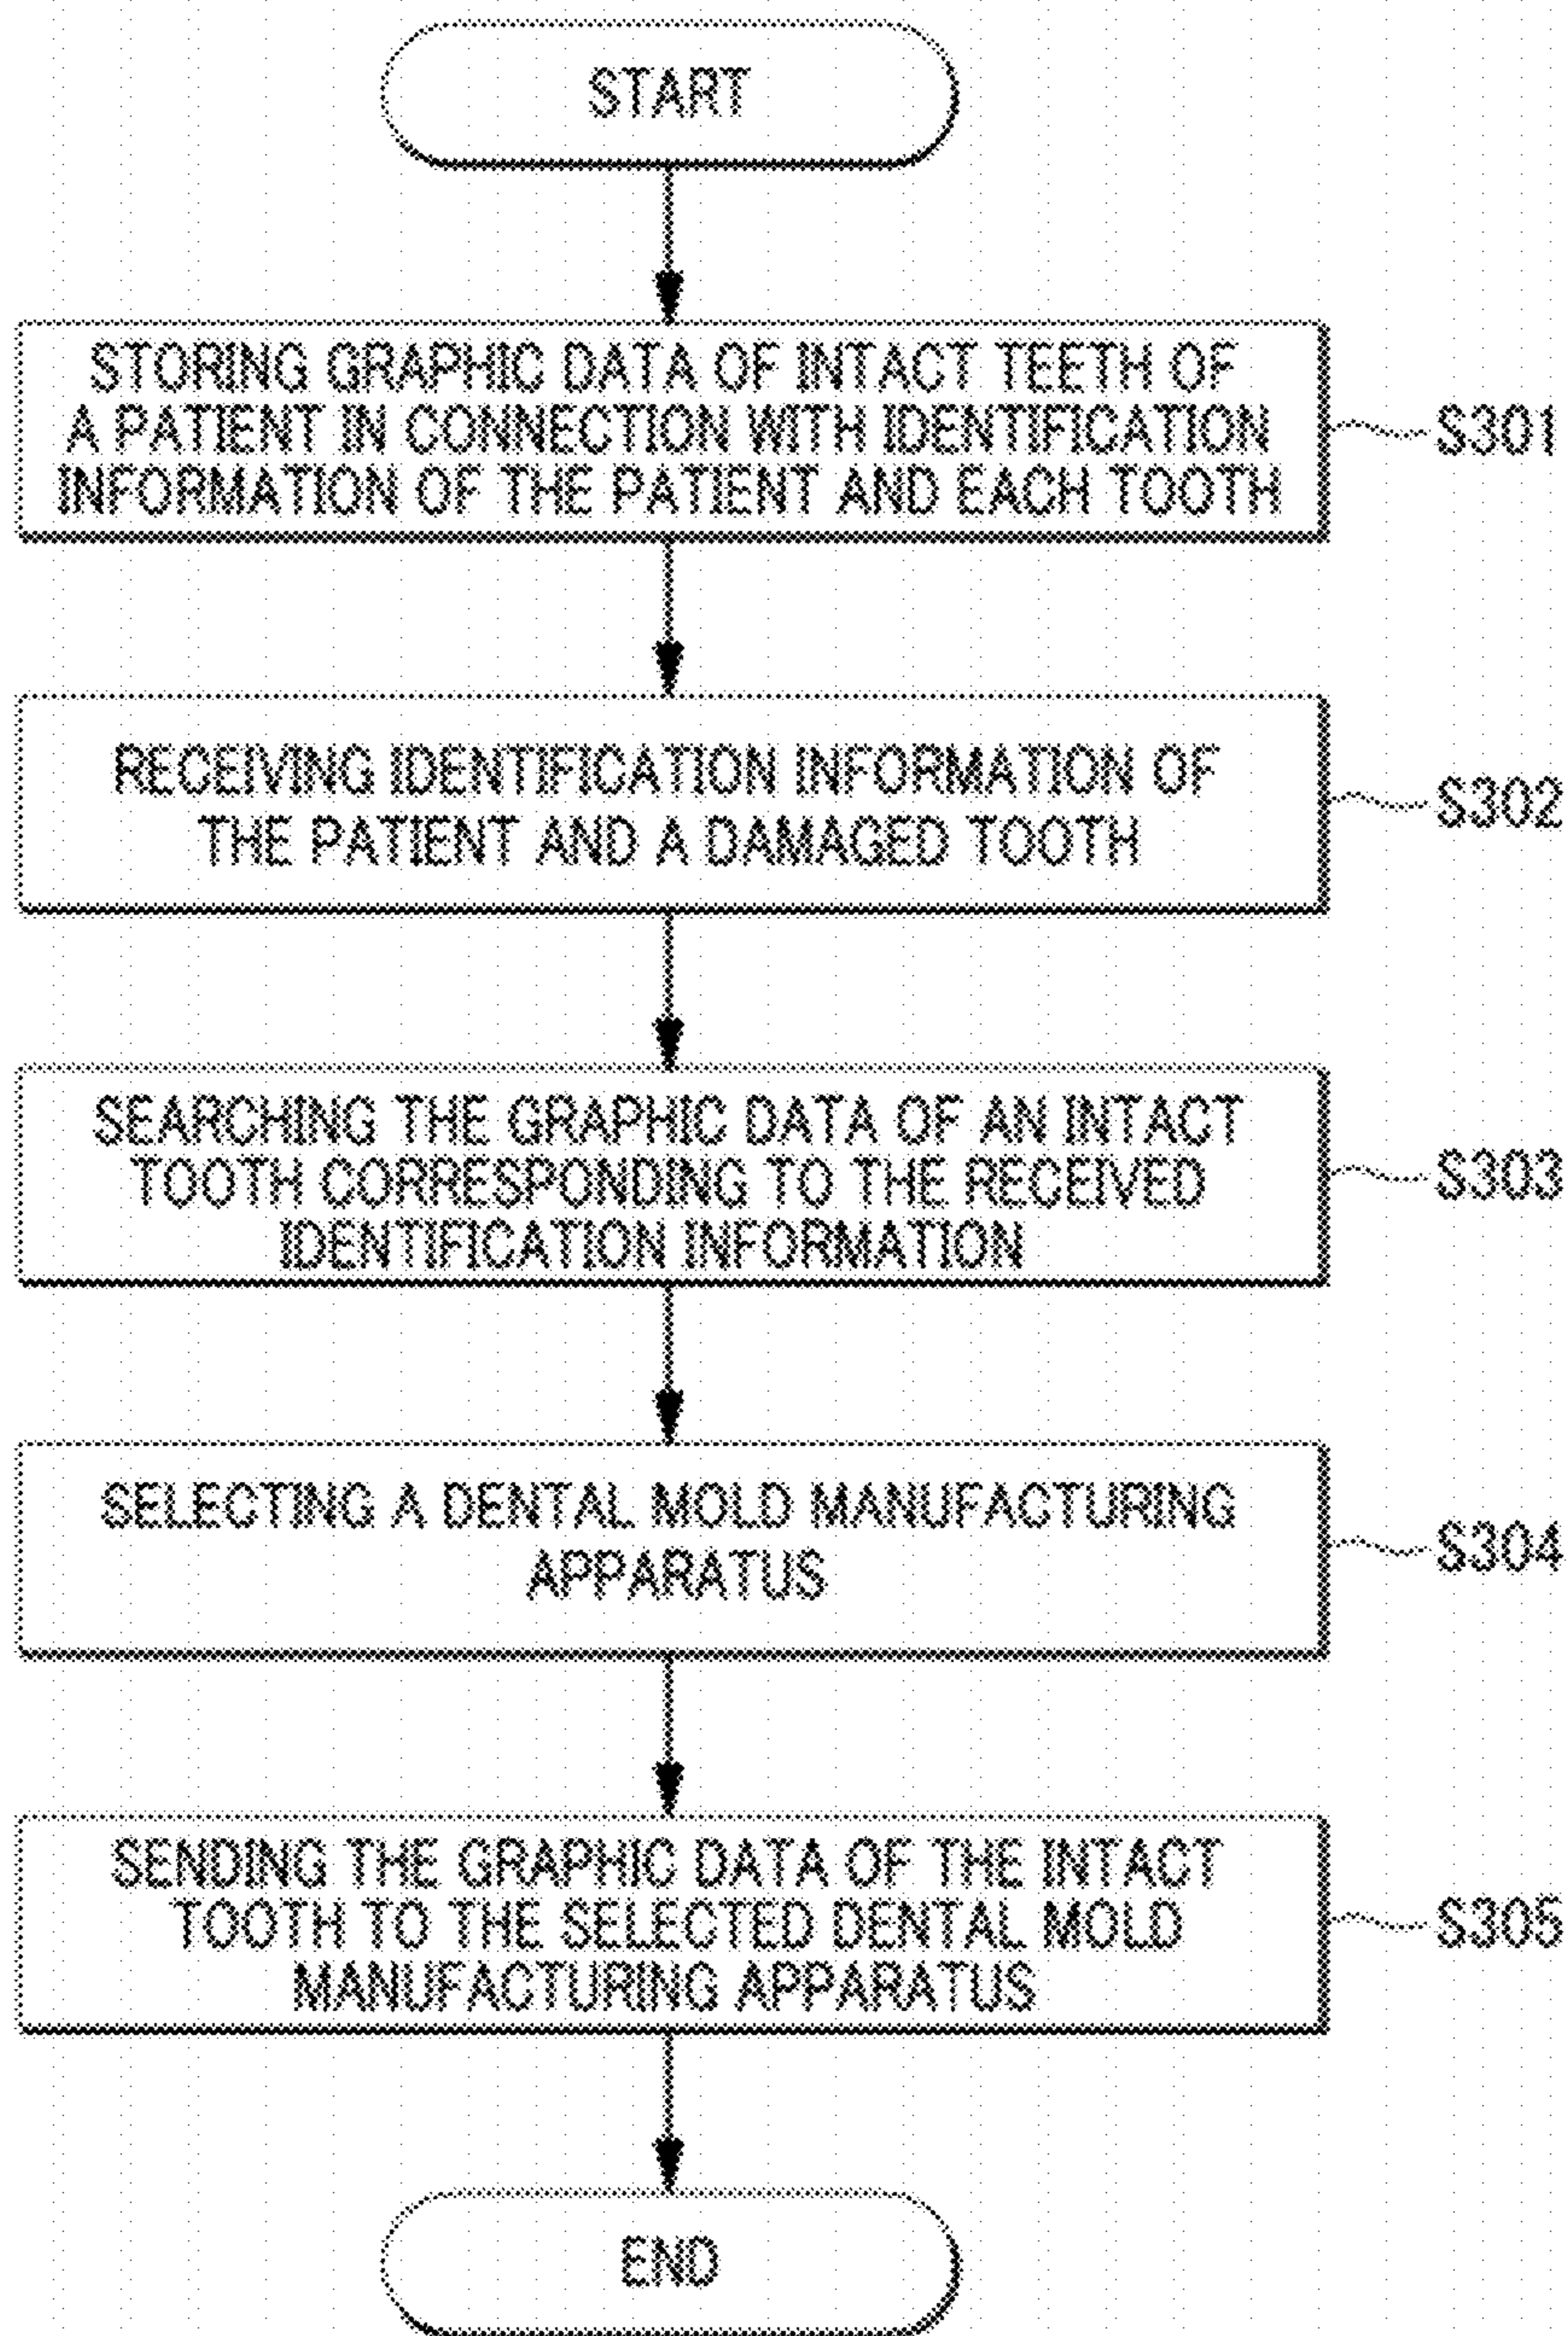 START
STORING GRAPHIC DATA OF INTACT TEETH OF
A PATIENT IN CONNECTION WITH IDENTIFICATION
INFORMATION OF THE PATIENT AND EACH TOOTH
S301
RECEIVING IDENTIFICATION INFORMATION OF
THE PATIENT AND A DAMAGED TOOTH
S302
SEARCHING THE GRAPHIC DATA OF AN INTACT
TOOTH CORRESPONDING TO THE RECEIVED
IDENTIFICATION INFORMATION
S303
SELECTING A DENTAL MOLD MANUFACTURING
APPARATUS
S304
SENDING THE GRAPHIC DATA OF THE INTACT
TOOTH TO THE SELECTED DENTAL MOLD
MANUFACTURING APPARATUS
S305
END